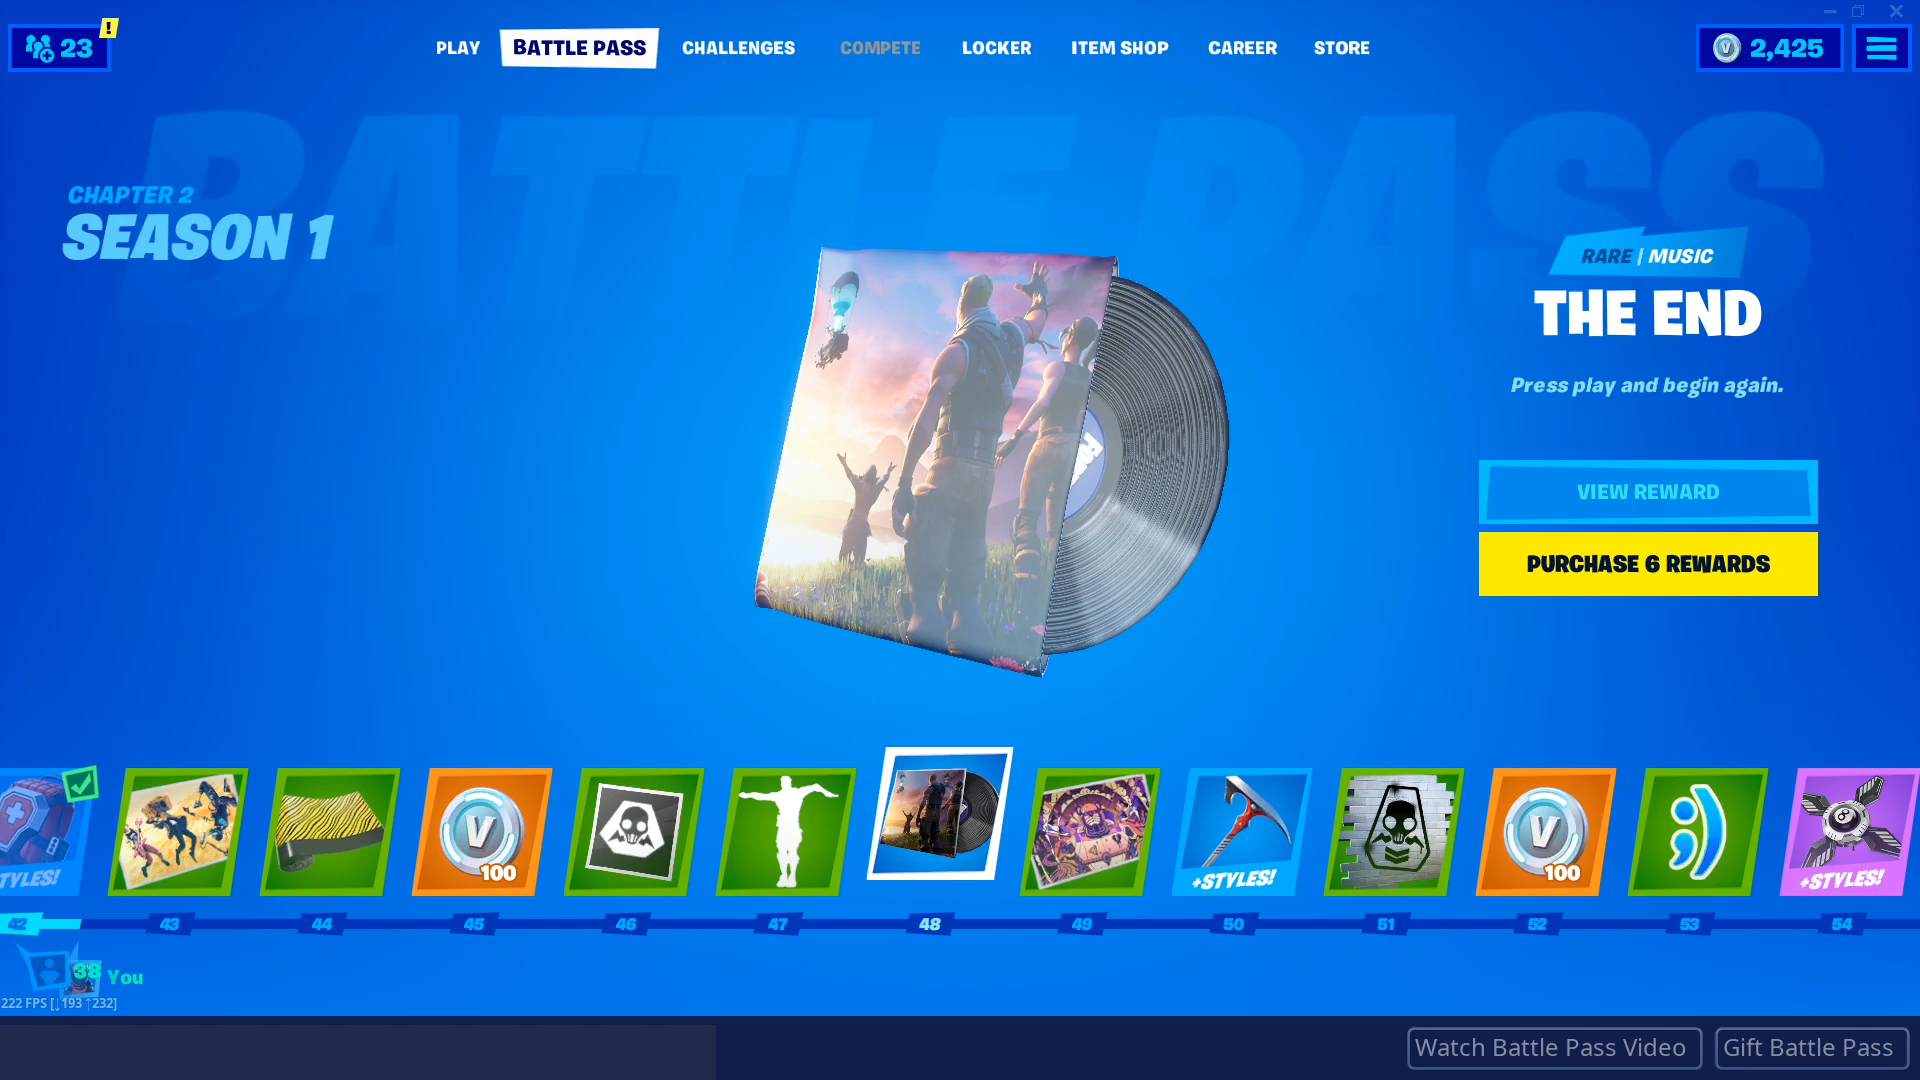 23
!
PLAY
BATTLE PASS
CHALLENGES
COMPETE
LOCKER
ITEM SHOP
CAREER
STORE
2,425
BATTLE PASS
CHAPTER 2
SEASON 1
RARE | MUSIC
THE END
Press play and begin again.
VIEW REWARD
PURCHASE 6 REWARDS
TYLES!
100
+STYLES!
100
+STYLES!
42
43
44
45
46
47
48
49
50
51
52
53
54
38 You
222 FPS [↓193 ↑232]
Watch Battle Pass Video
Gift Battle Pass